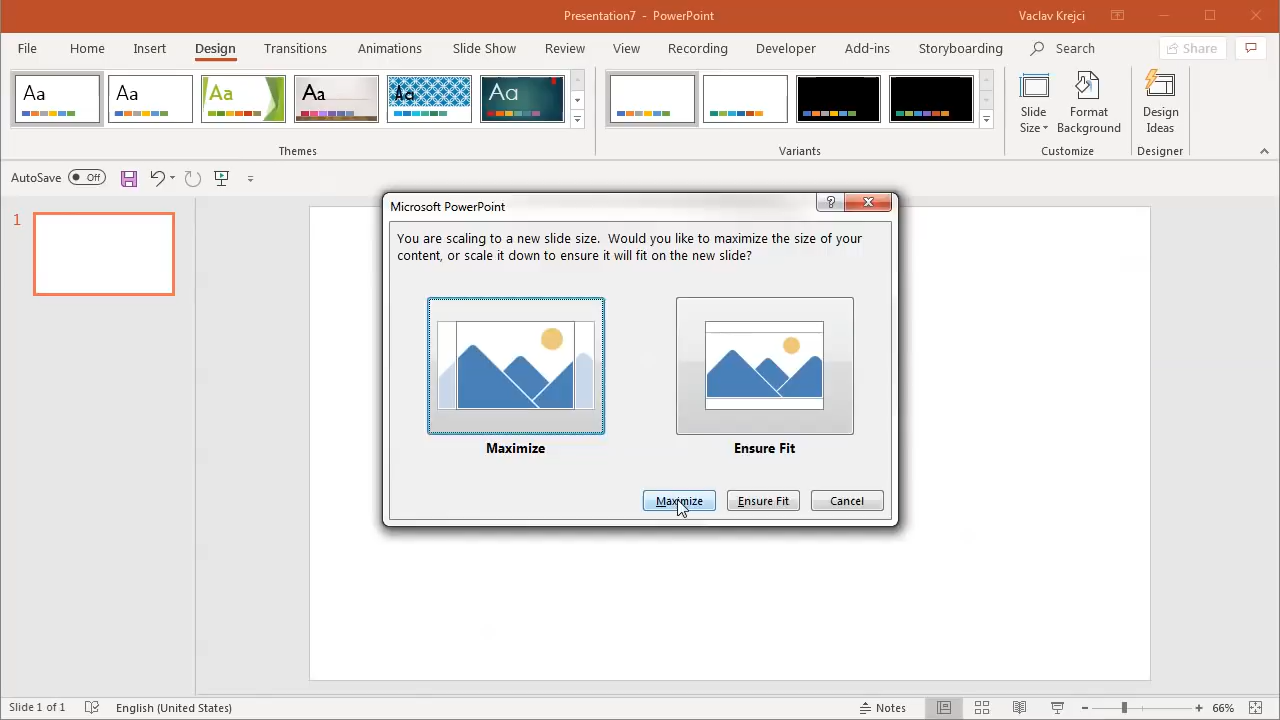 Presentation7 - PowerPoint
Vaclav Krejci
File Home Insert Design Transitions Animations Slide Show Review View Recording Developer Add-ins Storyboarding Search Share
Aa Aa Aa Aa Aa Aa
Slide Size
Format Background
Design Ideas
Themes Variants Customize Designer
AutoSave Off
1
Microsoft PowerPoint
?
You are scaling to a new slide size. Would you like to maximize the size of your
content, or scale it down to ensure it will fit on the new slide?
Maximize Ensure Fit
Maximize Ensure Fit Cancel
Slide 1 of 1 English (United States) Notes 66%